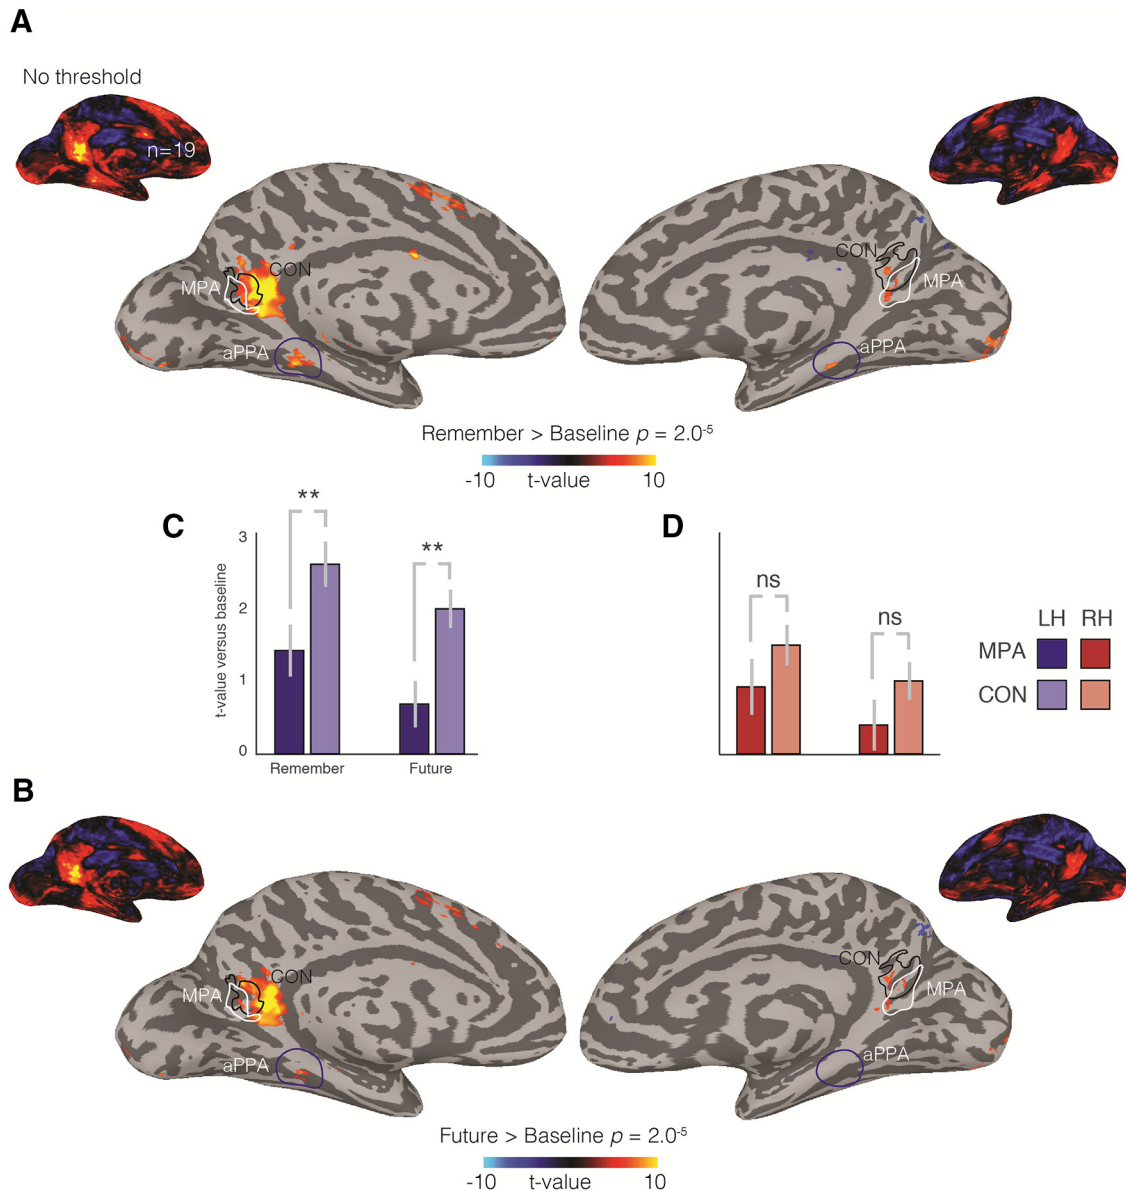 A
No threshold
n=19
CON
MPA
aPPA
CON
MPA
aPPA
Remember > Baseline p = 2.0-5
-10 t-value 10
C
**
**
3
2
1
0
t-value versus baseline
Remember
Future
D
ns
ns
LH RH
MPA
CON
B
CON
MPA
aPPA
CON
MPA
aPPA
Future > Baseline p = 2.0-5
-10 t-value 10